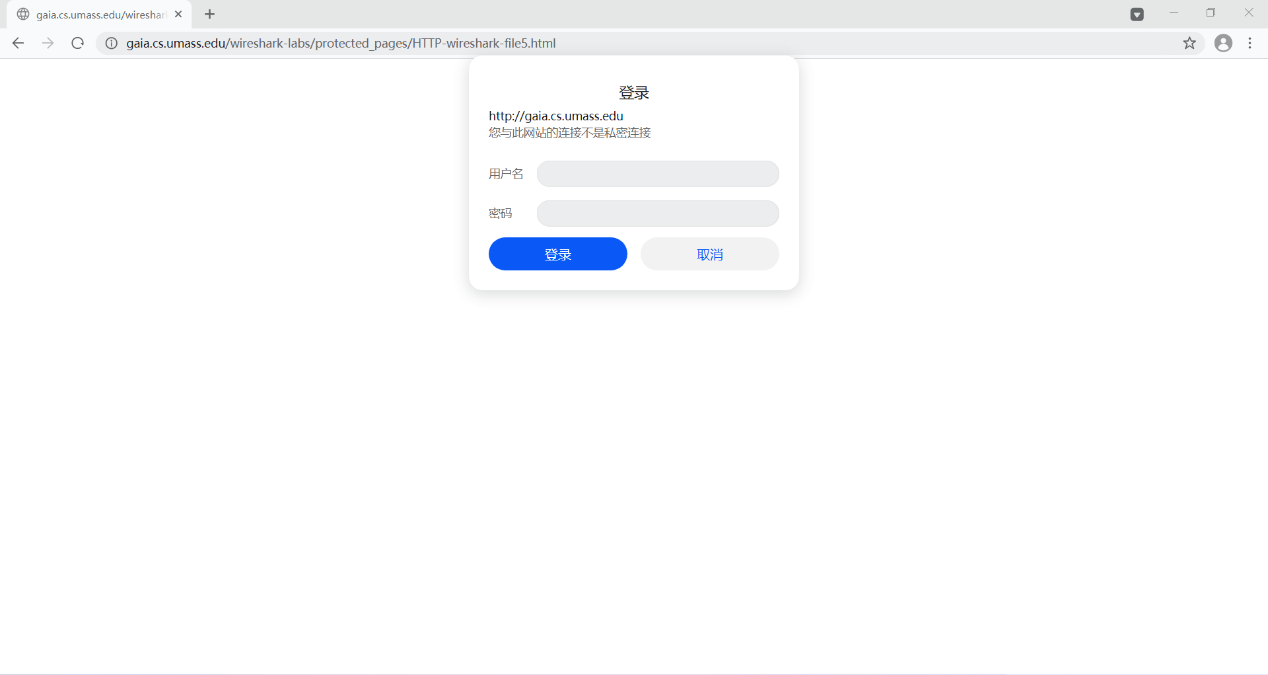 gaia.cs.umass.edu/wireshar
gaia.cs.umass.edu/wireshark-labs/protected_pages/HTTP-wireshark-file5.html
登录
http://gaia.cs.umass.edu
您与此网站的连接不是私密连接
用户名
密码
登录 取消